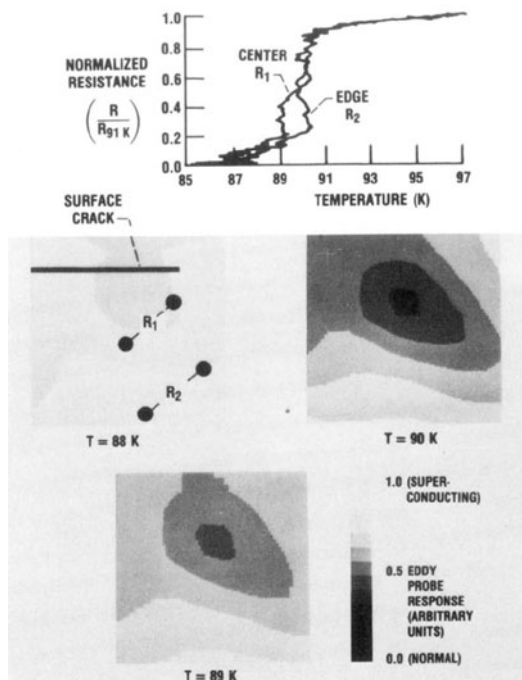 NORMALIZED
RESISTANCE
(R / R91 K)
1.0
0.8
0.6
0.4
0.2
0.0
CENTER
R1
EDGE
R2
85 87 89 91 93 95 97
TEMPERATURE (K)
SURFACE
CRACK
R1
R2
T = 88 K
T = 90 K
T = 89 K
1.0 (SUPER-
CONDUCTING)
0.5 EDDY
PROBE
RESPONSE
(ARBITRARY
UNITS)
0.0 (NORMAL)